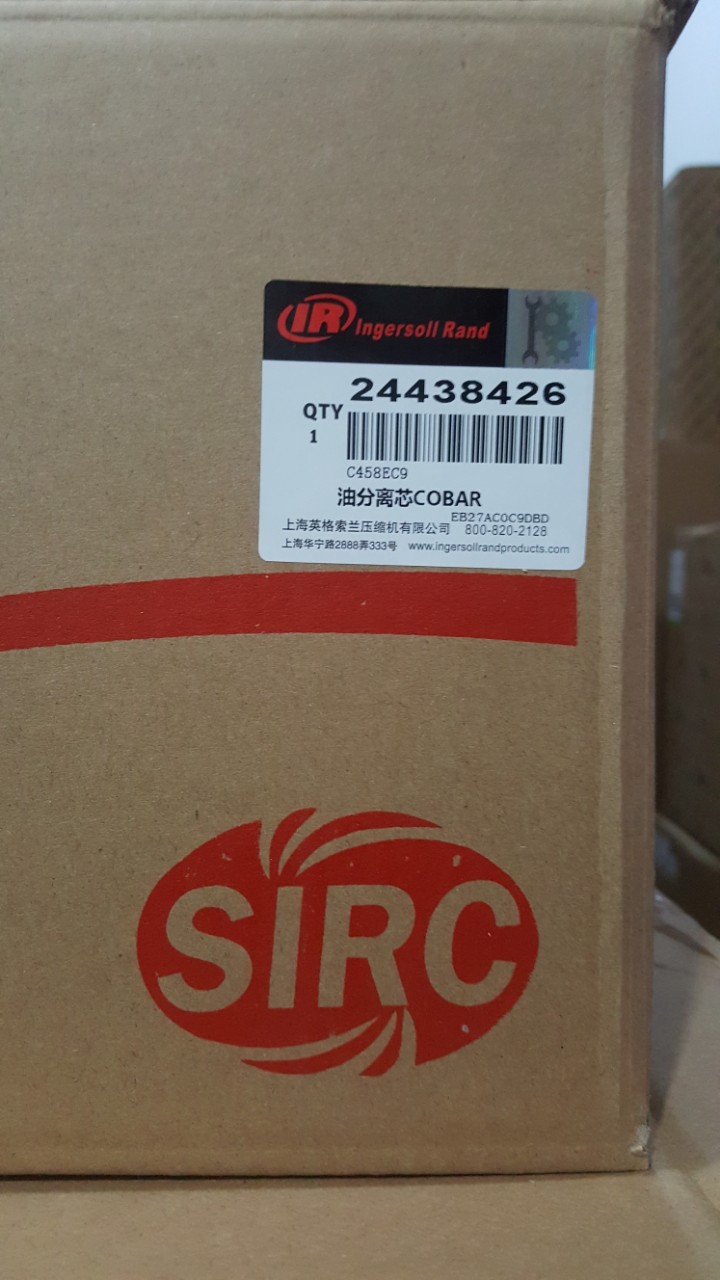 IR Ingersoll Rand
24438426
QTY
1
C458EC9
油分离芯COBAR
EB27AC0C9DBD
上海英格索兰压缩机有限公司 800-820-2128
上海华宁路2888弄333号 www.ingersollrandproducts.com
SIRC